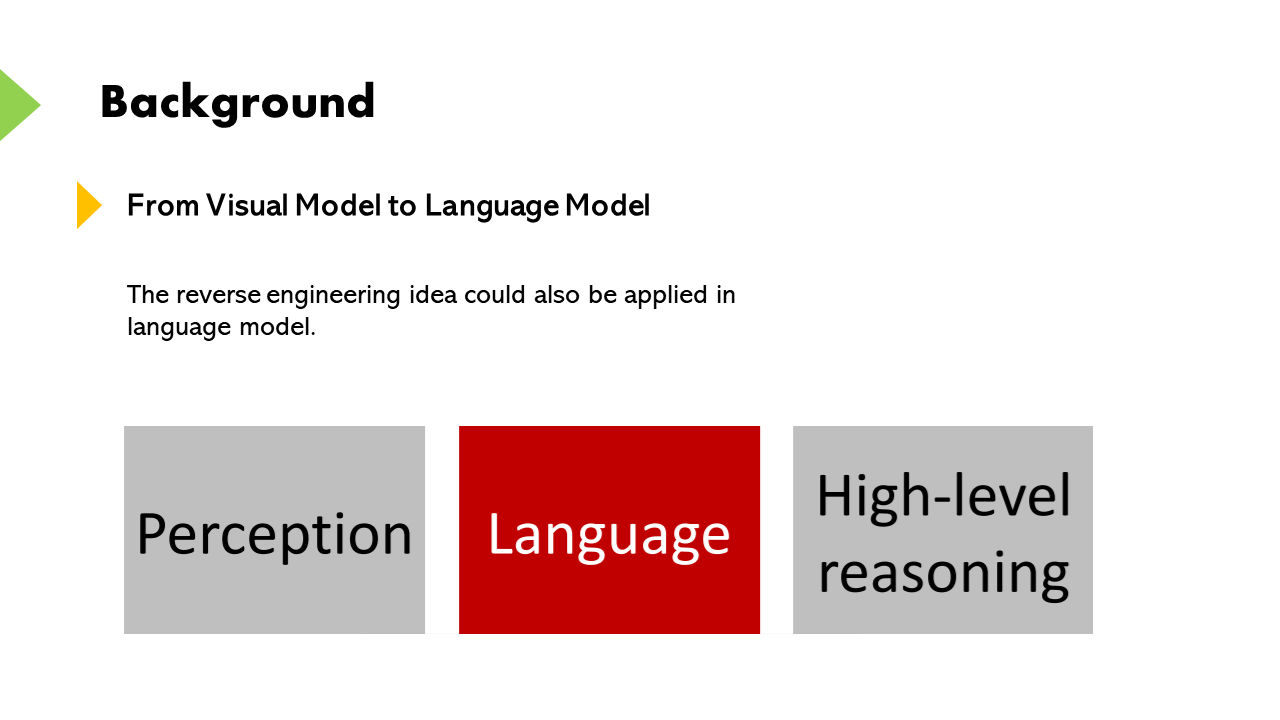 Background
From Visual Model to Language Model
The reverse engineering idea could also be applied in
language model.
Perception
Language
High-level
reasoning